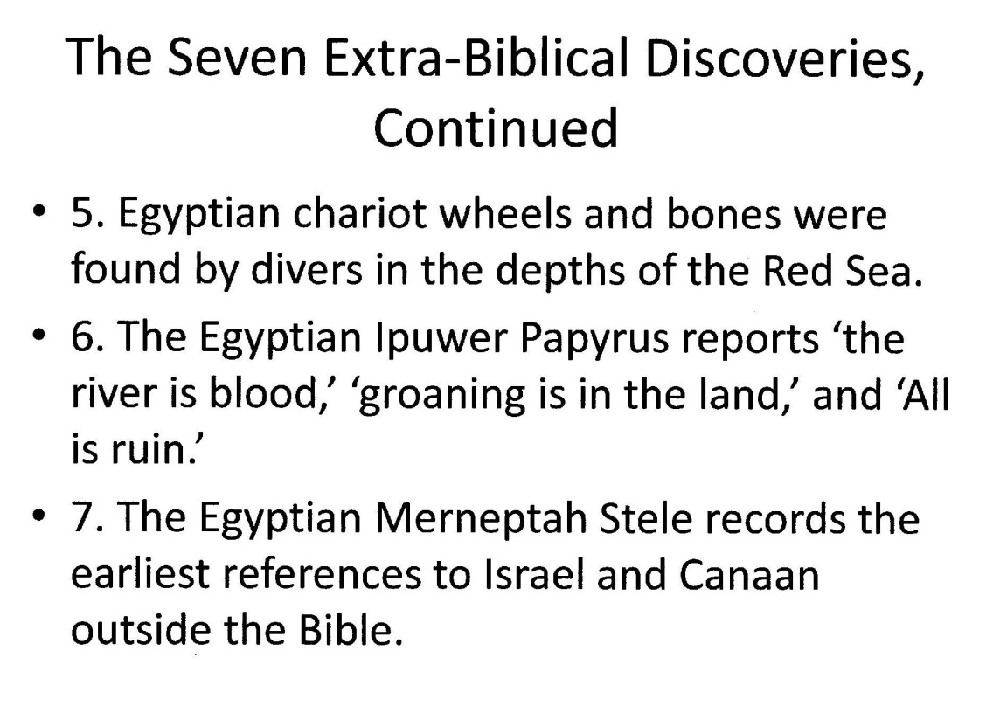 The Seven Extra-Biblical Discoveries,
Continued
• 5. Egyptian chariot wheels and bones were
found by divers in the depths of the Red Sea.
• 6. The Egyptian Ipuwer Papyrus reports ‘the
river is blood,’ ‘groaning is in the land,’ and ‘All
is ruin.’
• 7. The Egyptian Merneptah Stele records the
earliest references to Israel and Canaan
outside the Bible.